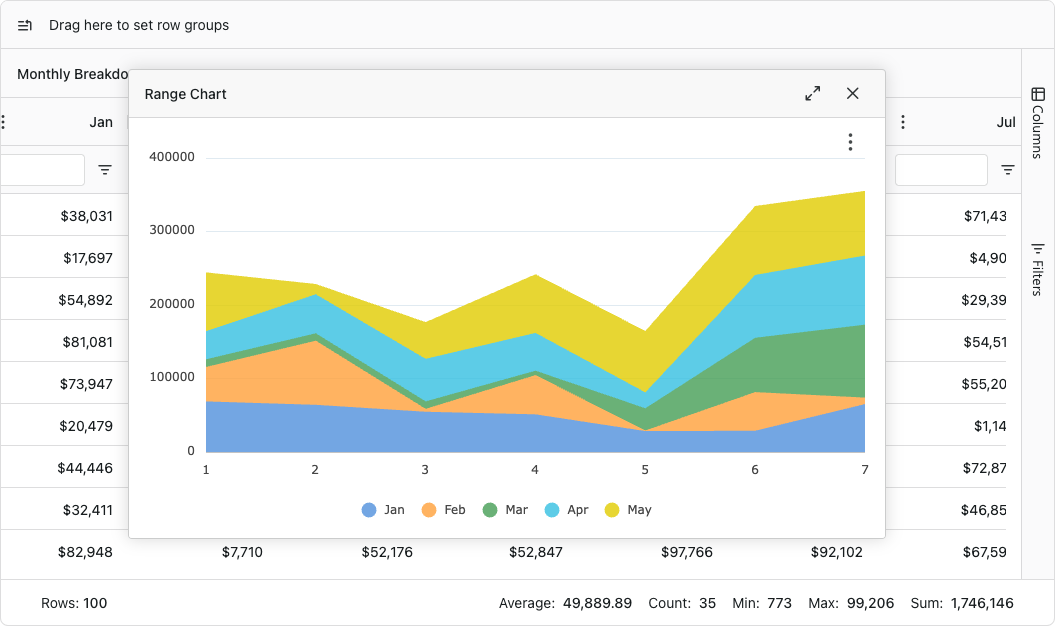 Drag here to set row groups
Monthly Breakdo
Range Chart
Columns
Filters
Jan
Jul
400000
300000
200000
100000
0
1 2 3 4 5 6 7
Jan Feb Mar Apr May
$38,031 $71,43
$17,697 $4,90
$54,892 $29,39
$81,081 $54,51
$73,947 $55,20
$20,479 $1,14
$44,446 $72,87
$32,411 $46,85
$82,948 $7,710 $52,176 $52,847 $97,766 $92,102 $67,59
Rows: 100 Average: 49,889.89 Count: 35 Min: 773 Max: 99,206 Sum: 1,746,146